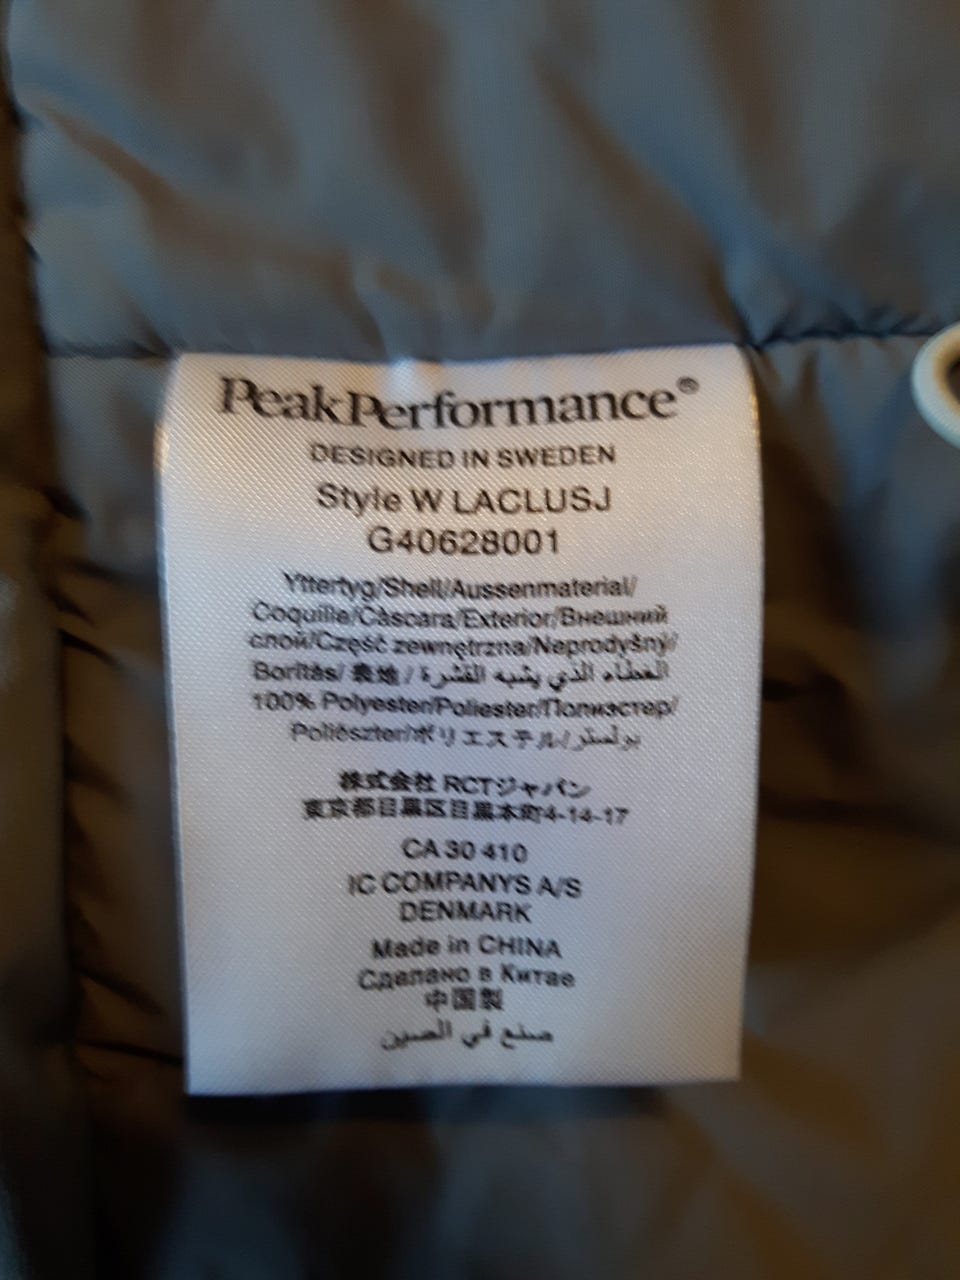 PeakPerformance®
DESIGNED IN SWEDEN
Style W LACLUSJ
G40628001
Yttertyg/Shell/Aussenmaterial/
Coquille/Càscara/Exterior/Внешний
слой/Część zewnętrzna/Neprodyšný/
Borítás/表地/الغطاء الذي يشبه القشرة
100% Polyester/Poliester/Полиэстер/
Poliészter/ポリエステル/بولستر
株式会社 RCTジャパン
東京都目黒区目黒本町4-14-17
CA 30 410
IC COMPANYS A/S
DENMARK
Made in CHINA
Сделано в Китае
中国製
صنع في الصين